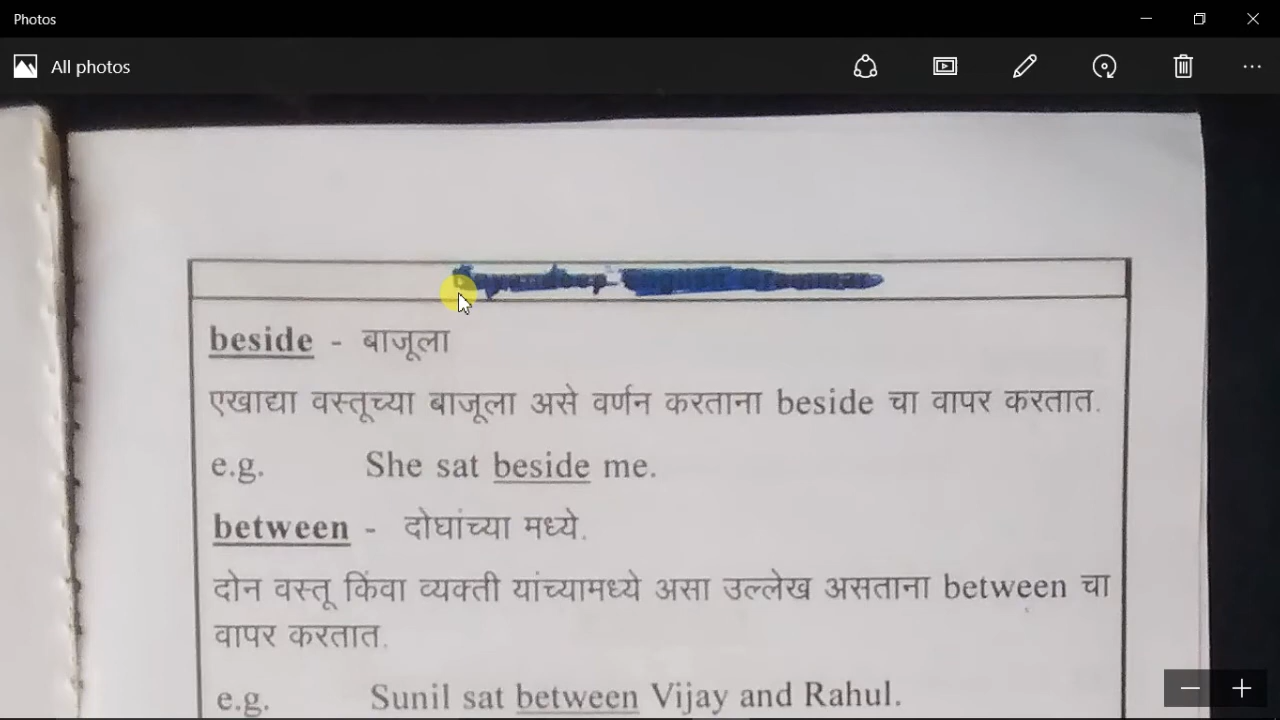 Photos
All photos
beside - बाजूला
एखाद्या वस्तूच्या बाजूला असे वर्णन करताना beside चा वापर करतात.
e.g. She sat beside me.
between - दोघांच्या मध्ये.
दोन वस्तू किंवा व्यक्ती यांच्यामध्ये असा उल्लेख असताना between चा
वापर करतात.
e.g. Sunil sat between Vijay and Rahul.